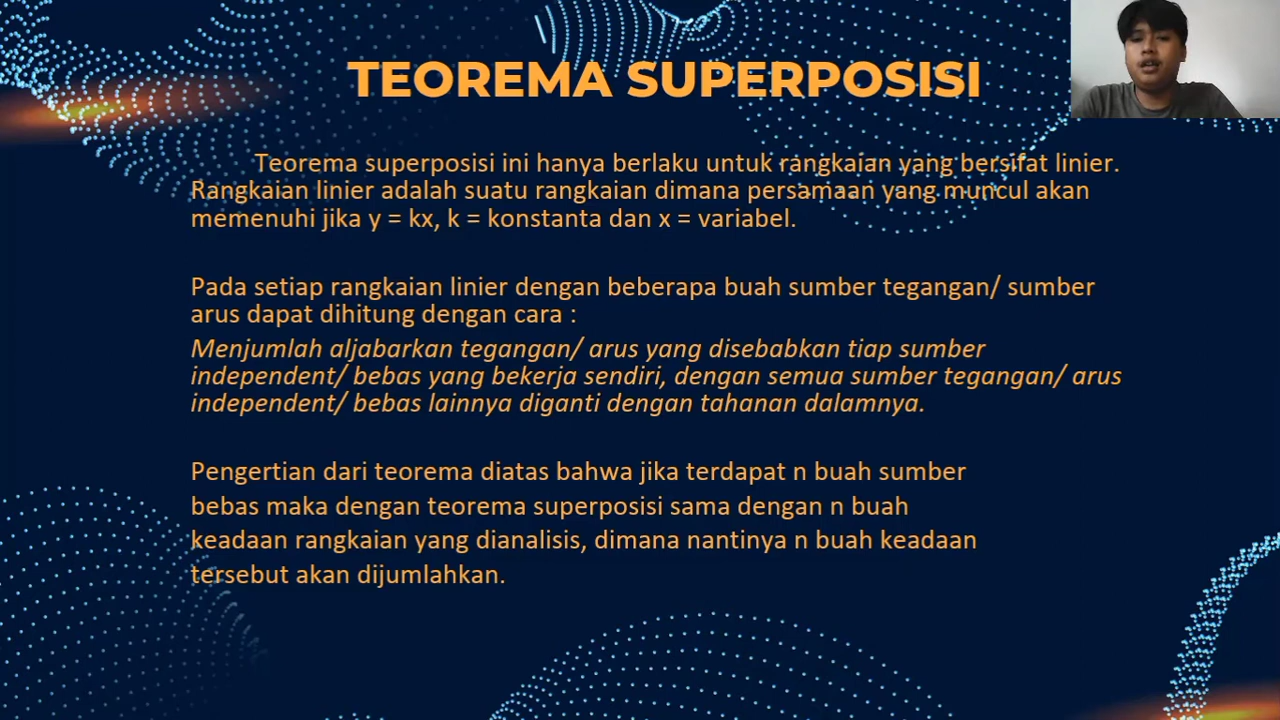 TEOREMA SUPERPOSISI
Teorema superposisi ini hanya berlaku untuk rangkaian yang bersifat linier.
Rangkaian linier adalah suatu rangkaian dimana persamaan yang muncul akan
memenuhi jika y = kx, k = konstanta dan x = variabel.
Pada setiap rangkaian linier dengan beberapa buah sumber tegangan/ sumber
arus dapat dihitung dengan cara :
Menjumlah aljabarkan tegangan/ arus yang disebabkan tiap sumber
independent/ bebas yang bekerja sendiri, dengan semua sumber tegangan/ arus
independent/ bebas lainnya diganti dengan tahanan dalamnya.
Pengertian dari teorema diatas bahwa jika terdapat n buah sumber
bebas maka dengan teorema superposisi sama dengan n buah
keadaan rangkaian yang dianalisis, dimana nantinya n buah keadaan
tersebut akan dijumlahkan.